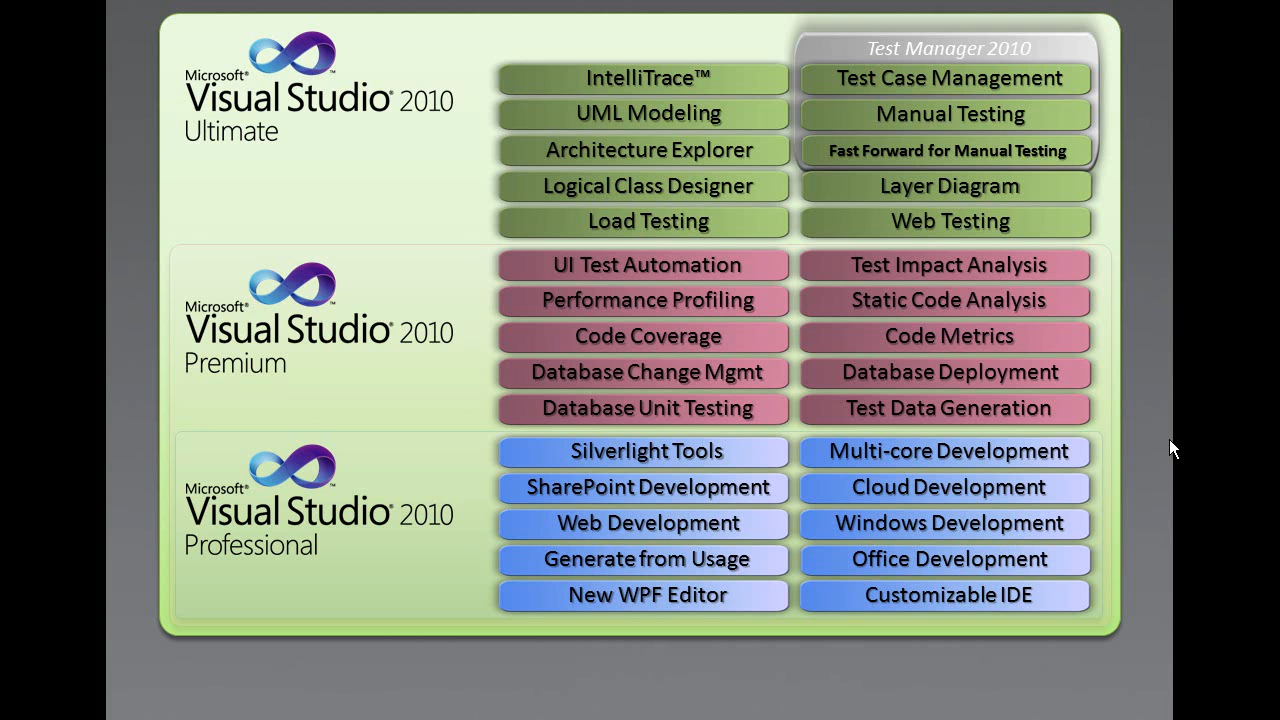 Microsoft®
Visual Studio® 2010
Ultimate
Test Manager 2010
IntelliTrace™
Test Case Management
UML Modeling
Manual Testing
Architecture Explorer
Fast Forward for Manual Testing
Logical Class Designer
Layer Diagram
Load Testing
Web Testing
Microsoft®
Visual Studio® 2010
Premium
UI Test Automation
Test Impact Analysis
Performance Profiling
Static Code Analysis
Code Coverage
Code Metrics
Database Change Mgmt
Database Deployment
Database Unit Testing
Test Data Generation
Microsoft®
Visual Studio® 2010
Professional
Silverlight Tools
Multi-core Development
SharePoint Development
Cloud Development
Web Development
Windows Development
Generate from Usage
Office Development
New WPF Editor
Customizable IDE